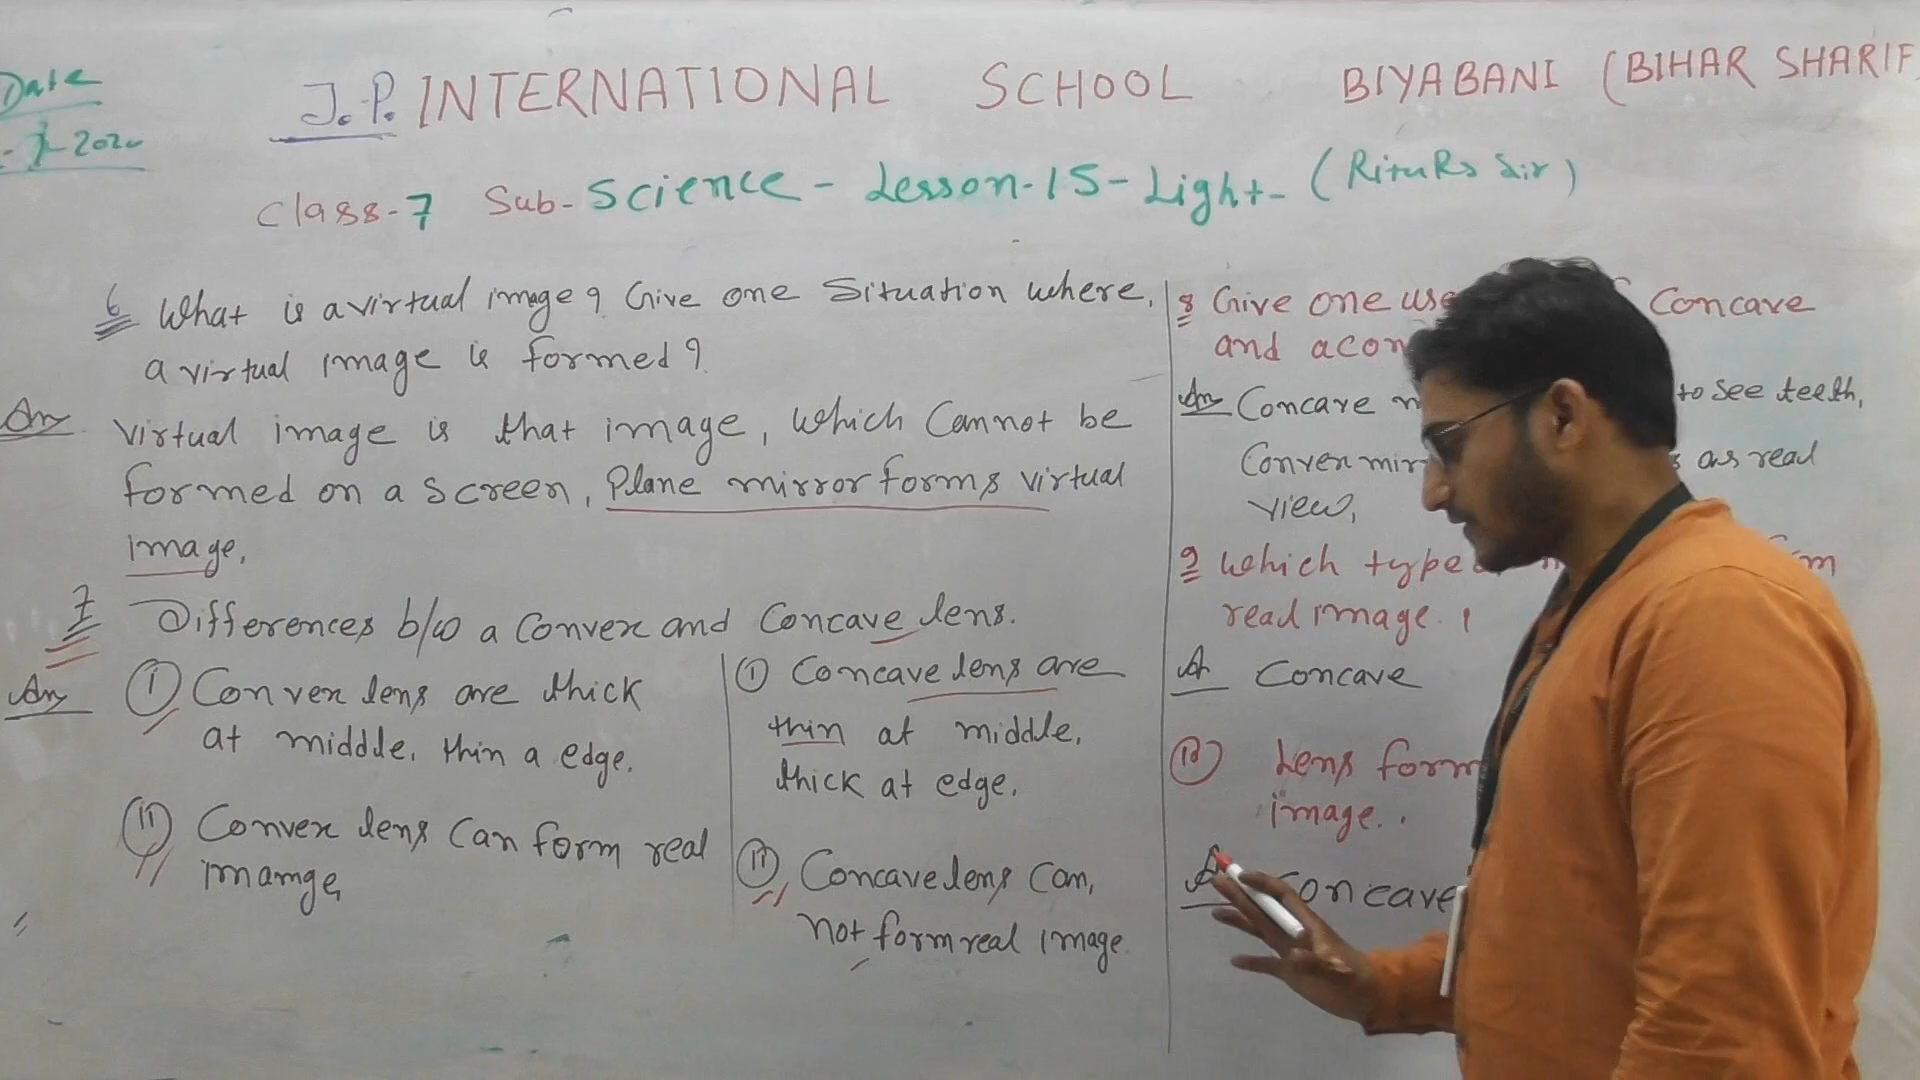 Date
J.P. INTERNATIONAL SCHOOL BIYABANI (BIHAR SHARIF
- 7-2020
Class-7 Sub-Science - Lesson-15-Light- (RituRs Sir)
6 What is a virtual image? Give one Situation where,
a virtual image is formed?
Ans virtual image is that image, which Cannot be
formed on a screen, Plane mirror forms virtual
image,
7 Differences b/w a Convex and Concave lens.
Ans (i) Convex lens are thick
at middle, thin a edge.
(ii) Convex lens Can form real
imamge,
(i) Concave lens are
thin at middle,
thick at edge,
(ii) Concave lens Can,
not form real image.
8 Give one use Concave
and a con
Ans Concave to See teeth,
Convex mir as real
view,
9 which type m
real image.
A Concave
(10) Lens form
image..
A Concave